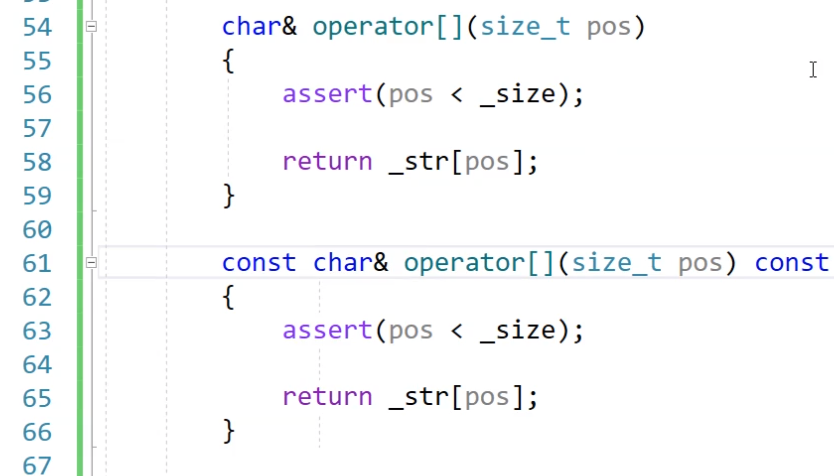 54 char& operator[](size_t pos)
55 {
56 assert(pos < _size);
57
58 return _str[pos];
59 }
60
61 const char& operator[](size_t pos) const
62 {
63 assert(pos < _size);
64
65 return _str[pos];
66 }
67